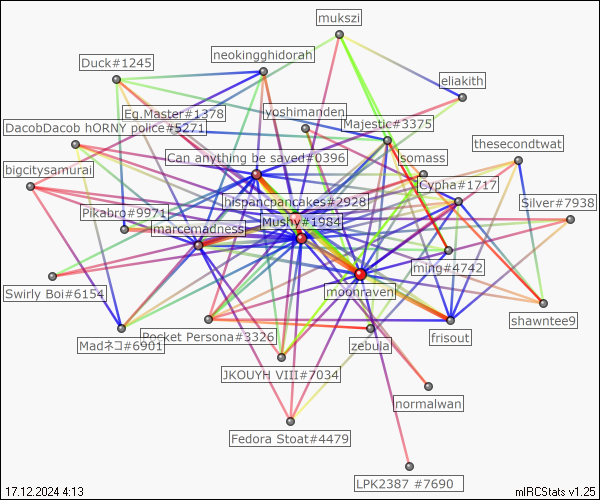 mukszi
neokingghidorah
Duck#1245
eliakith
Eg.Master#1378
yoshimanden
DacobDacob hORNY police#5271
Majestic#3375
thesecondtwat
bigcitysamurai
Can anything be saved#0396
somass
Cypha#1717
hispancpancakes#2928
Silver#7938
Pikabro#9971
marcemadness
Mushy#1984
ming#4742
Swirly Boi#6154
moonraveni
shawntee9
Madネコ#6901
Pocket Persona#3326
zebula
frisout
JKOUYH VIII#7034
normalwan
Fedora Stoat#4479
LPK2387 #7690
17.12.2024 4:13
mIRCStats v1.25